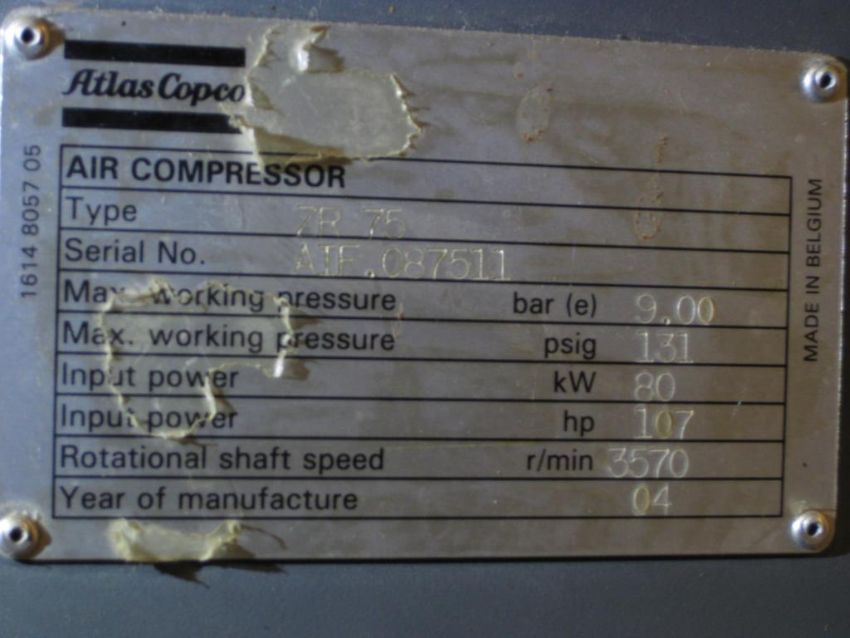 Atlas Copco
AIR COMPRESSOR
Type ZR 75
Serial No. AIF.087511
Max. working pressure bar (e) 9.00
Max. working pressure psig 131
Input power kW 80
Input power hp 107
Rotational shaft speed r/min 3570
Year of manufacture 04
1614 8057 05
MADE IN BELGIUM